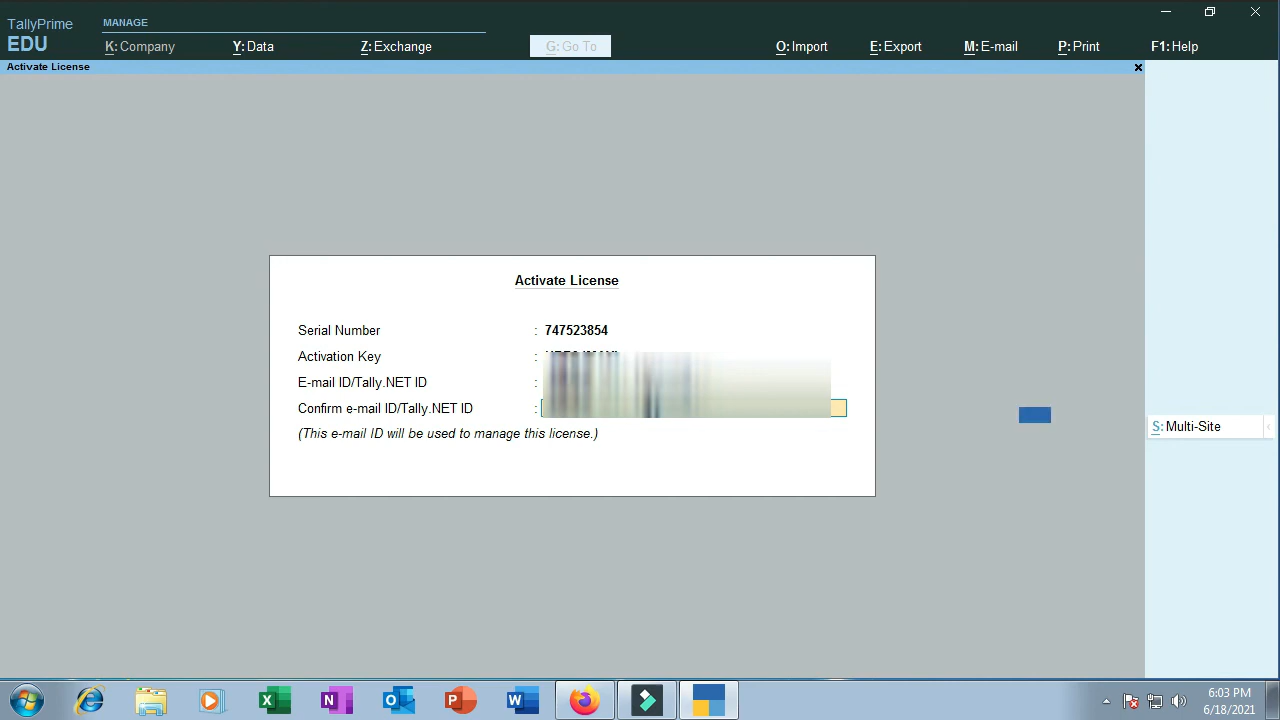 TallyPrime
EDU
MANAGE
K: Company
Y: Data
Z: Exchange
G: Go To
O: Import
E: Export
M: E-mail
P: Print
F1: Help
Activate License
Activate License
Serial Number : 747523854
Activation Key :
E-mail ID/Tally.NET ID :
Confirm e-mail ID/Tally.NET ID :
(This e-mail ID will be used to manage this license.)
S: Multi-Site
6:03 PM
6/18/2021